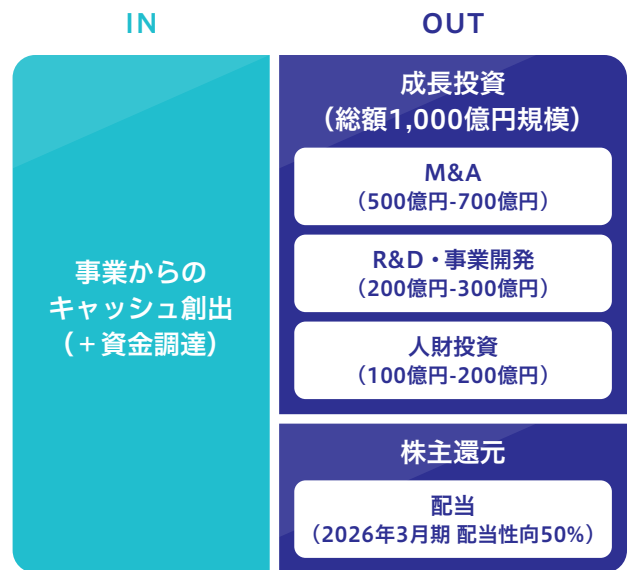 IN
OUT
事業からの
キャッシュ創出
（＋資金調達）
成長投資
（総額1,000億円規模）
M&A
（500億円-700億円）
R&D・事業開発
（200億円-300億円）
人財投資
（100億円-200億円）
株主還元
配当
（2026年3月期 配当性向50%）